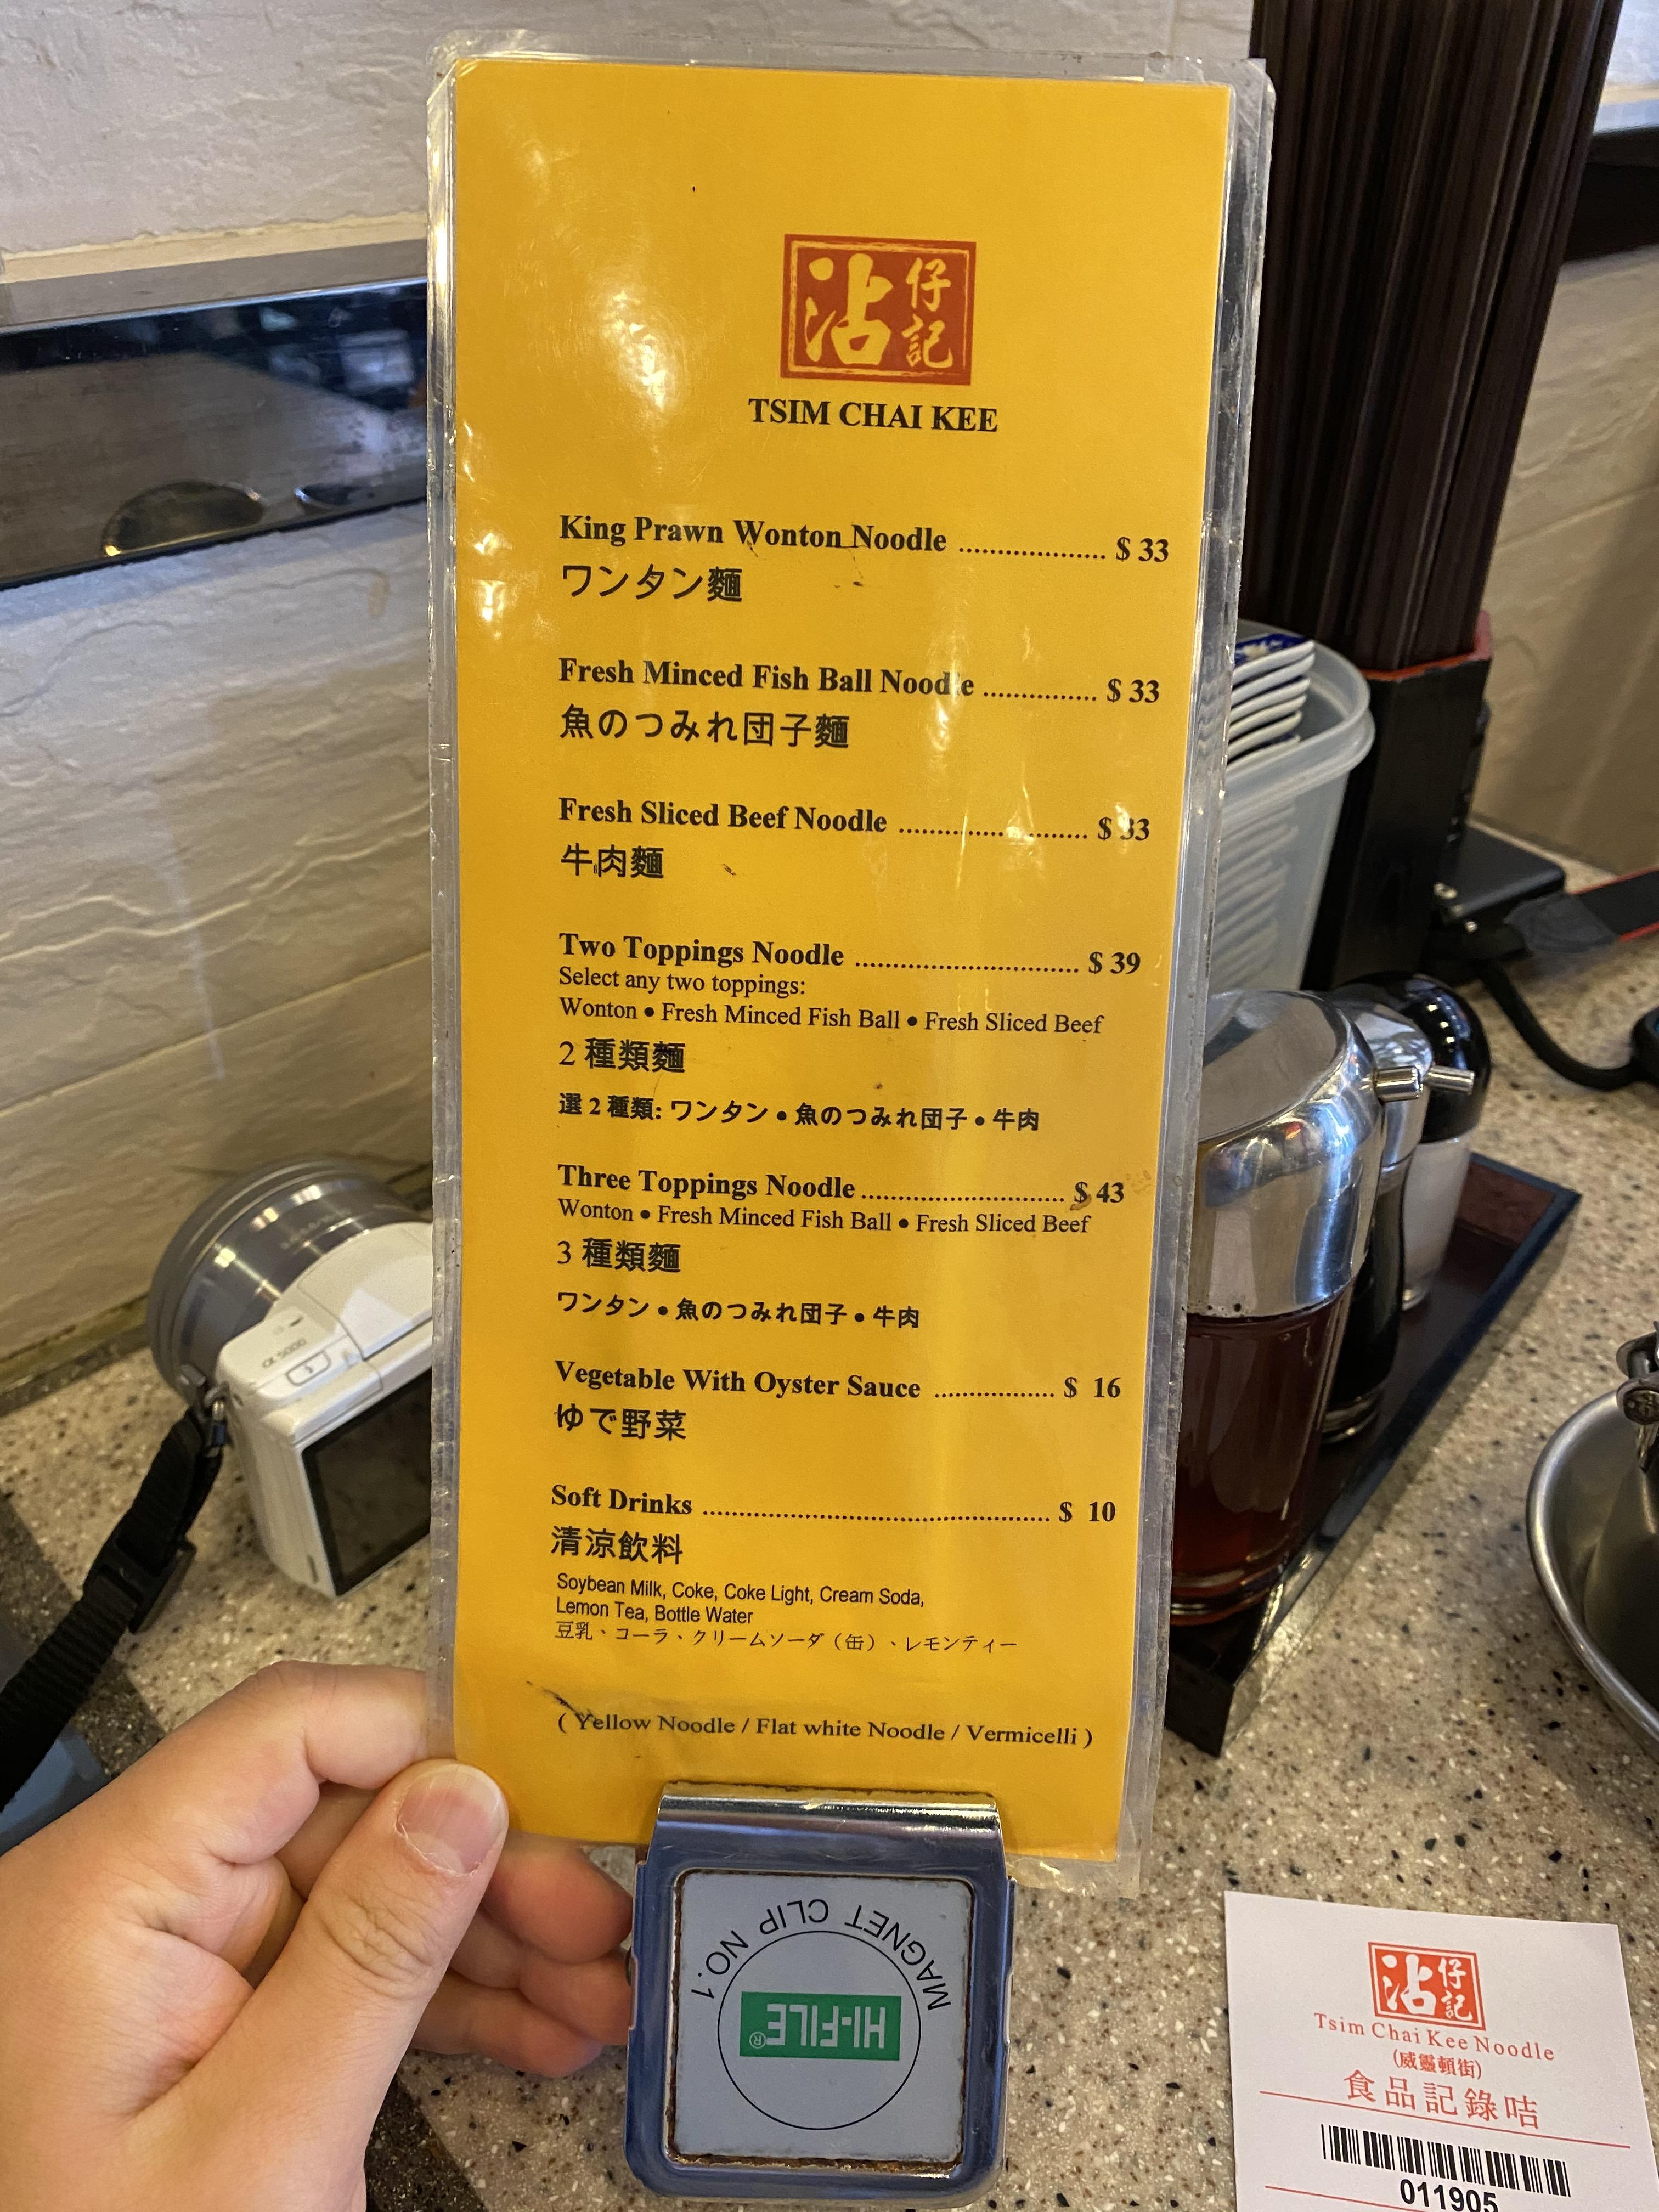 沾仔記
TSIM CHAI KEE
King Prawn Wonton Noodle ................... $ 33
ワンタン麵
Fresh Minced Fish Ball Noodle ............... $ 33
魚のつみれ団子麵
Fresh Sliced Beef Noodle ........................ $ 33
牛肉麵
Two Toppings Noodle ............................. $ 39
Select any two toppings:
Wonton ● Fresh Minced Fish Ball ● Fresh Sliced Beef
2 種類麵
選 2 種類: ワンタン ● 魚のつみれ団子 ● 牛肉
Three Toppings Noodle .......................... $ 43
Wonton ● Fresh Minced Fish Ball ● Fresh Sliced Beef
3 種類麵
ワンタン ● 魚のつみれ団子 ● 牛肉
Vegetable With Oyster Sauce ................ $ 16
ゆで野菜
Soft Drinks ............................................. $ 10
清涼飲料
Soybean Milk, Coke, Coke Light, Cream Soda,
Lemon Tea, Bottle Water
豆乳、コーラ、クリームソーダ（缶）、レモンティー
( Yellow Noodle / Flat white Noodle / Vermicelli )
MAGNET CLIP NO.1
HI-FILE®
沾仔記
Tsim Chai Kee Noodle
(威靈頓街)
食品記錄咭
011905
α5000